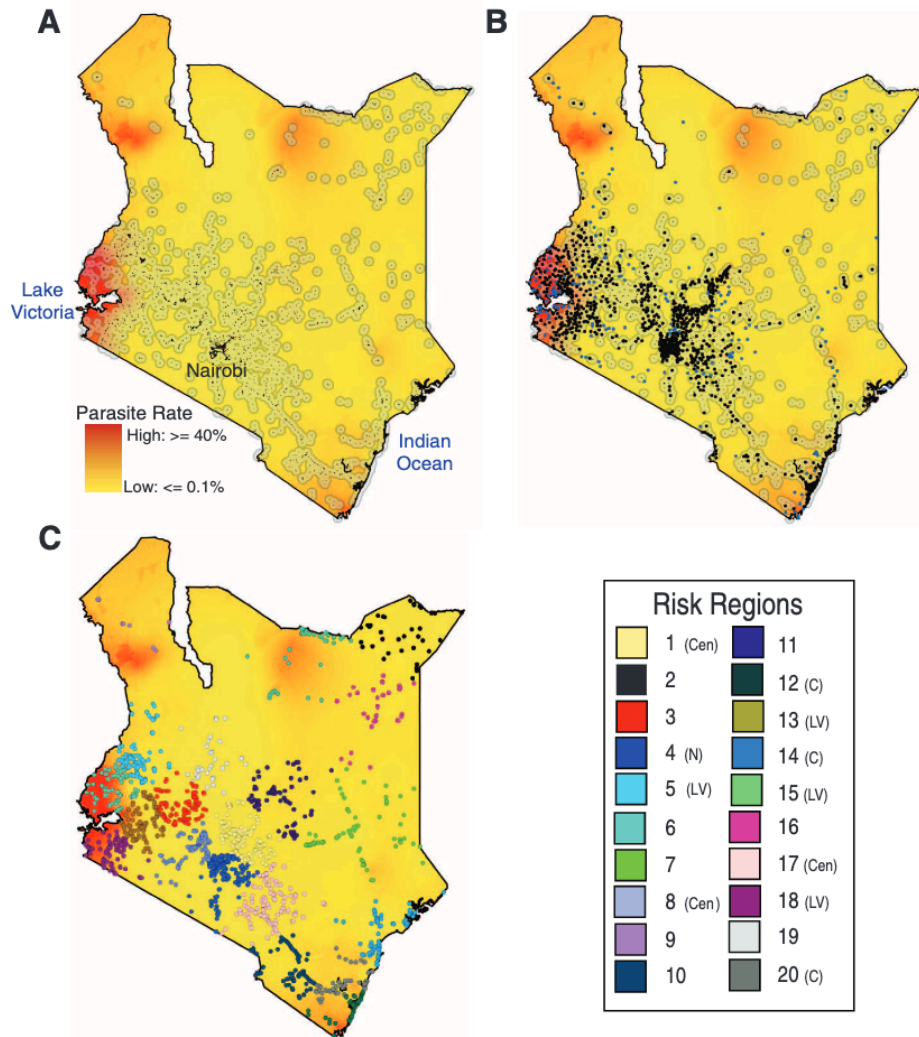 A
B
Lake
Victoria
Nairobi
Parasite Rate
High: >= 40%
Low: <= 0.1%
Indian
Ocean
C
Risk Regions
1 (Cen)
2
3
4 (N)
5 (LV)
6
7
8 (Cen)
9
10
11
12 (C)
13 (LV)
14 (C)
15 (LV)
16
17 (Cen)
18 (LV)
19
20 (C)